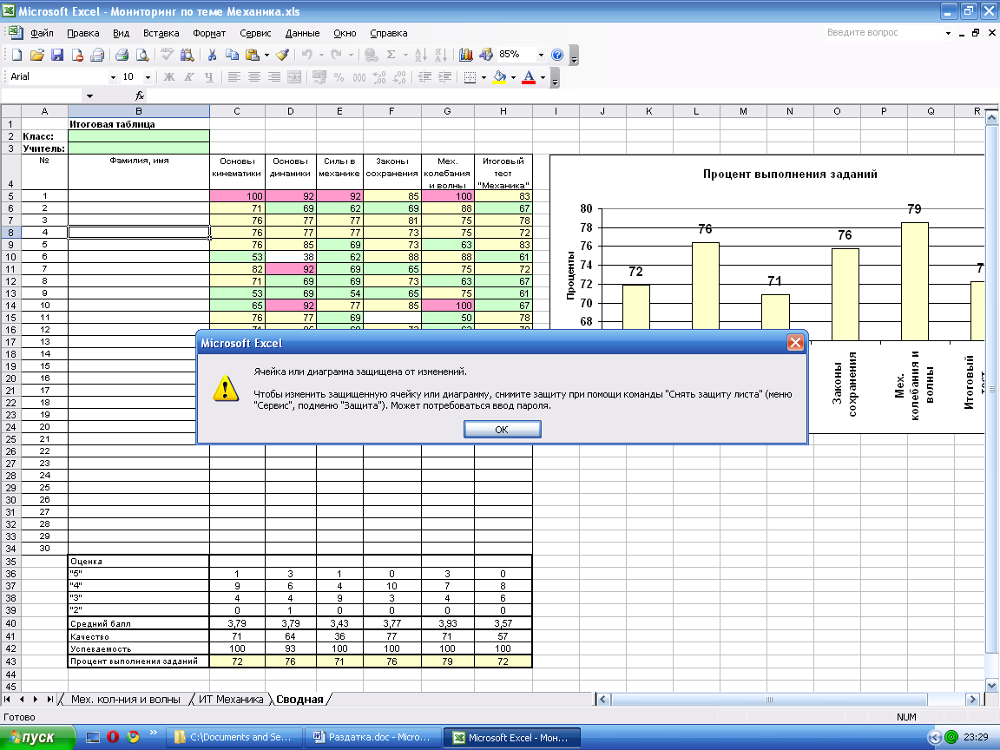 Microsoft Excel - Мониторинг по теме Механика.xls
Файл Правка Вид Вставка Формат Сервис Данные Окно Справка Введите вопрос
85%
Arial 10 Ж К Ч % 000
fx
A B C D E F G H I J K L M N O P Q R
1 Итоговая таблица
2 Класс:
3 Учитель:
№ Фамилия, имя Основы Основы Силы в Законы Мех. Итоговый
кинематики динамики механике сохранения колебания тест
4 и волны "Механика"
5 1 100 92 92 85 100 83
6 2 71 69 62 69 88 67
7 3 76 77 77 81 75 78
8 4 76 77 77 73 75 72
9 5 76 85 69 73 63 83
10 6 53 38 62 88 88 61
11 7 82 92 69 65 75 72
12 8 71 69 69 73 63 67
13 9 53 69 54 65 75 61
14 10 65 92 77 85 100 67
15 11 76 77 69 50 78
16 12
17 13
18 14
19 15
20 16
21 17
22 18
23 19
24 20
25 21
26 22
27 23
28 24
29 25
30 26
31 27
32 28
33 29
34 30
35 Оценка
36 "5" 1 3 1 0 3 0
37 "4" 9 6 4 10 7 8
38 "3" 4 4 9 3 4 6
39 "2" 0 1 0 0 0 0
40 Средний балл 3,79 3,79 3,43 3,77 3,93 3,57
41 Качество 71 64 36 77 71 57
42 Успеваемость 100 93 100 100 100 100
43 Процент выполнения заданий 72 76 71 76 79 72
44
45
Процент выполнения заданий
Проценты
80
78
76
74
72
70
68
72 76 71 76 79 7
Законы
сохранения
Мех.
колебания и
волны
Итоговый
тест
Microsoft Excel
Ячейка или диаграмма защищена от изменений.
Чтобы изменить защищенную ячейку или диаграмму, снимите защиту при помощи команды "Снять защиту листа" (меню
"Сервис", подменю "Защита"). Может потребоваться ввод пароля.
OK
Мех. кол-ния и волны ИТ Механика Сводная
Готово NUM
пуск C:\Documents and Se... Раздатка.doc - Micro... Microsoft Excel - Мон... 23:29